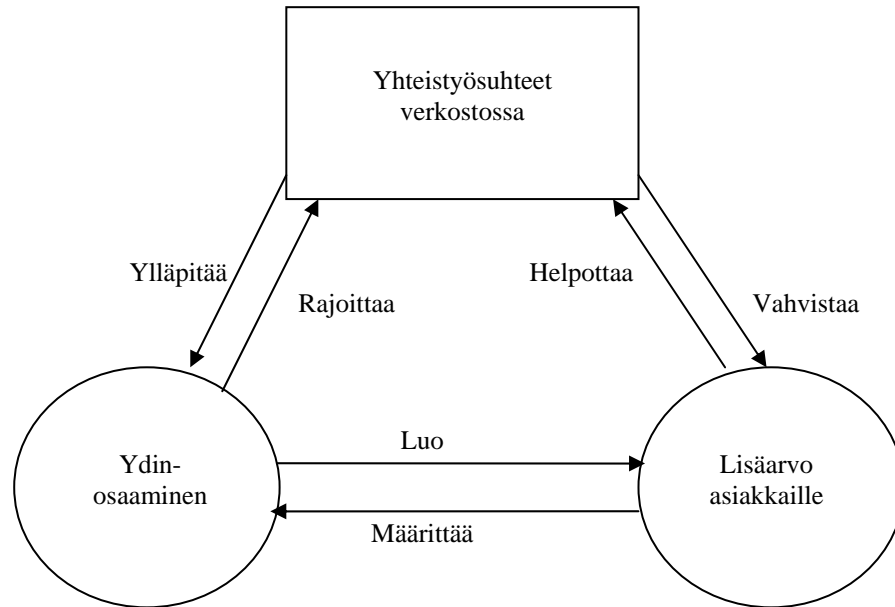 Yhteistyösuhteet
verkostossa
Ylläpitää
Helpottaa
Rajoittaa
Vahvistaa
Luo
Ydin-
osaaminen
Lisäarvo
asiakkaille
Määrittää